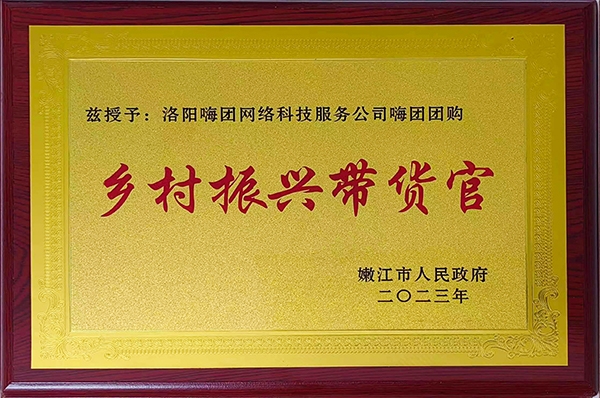 兹授予：洛阳嗨团网络科技服务公司嗨团团购
乡村振兴带货官
嫩江市人民政府
二〇二三年